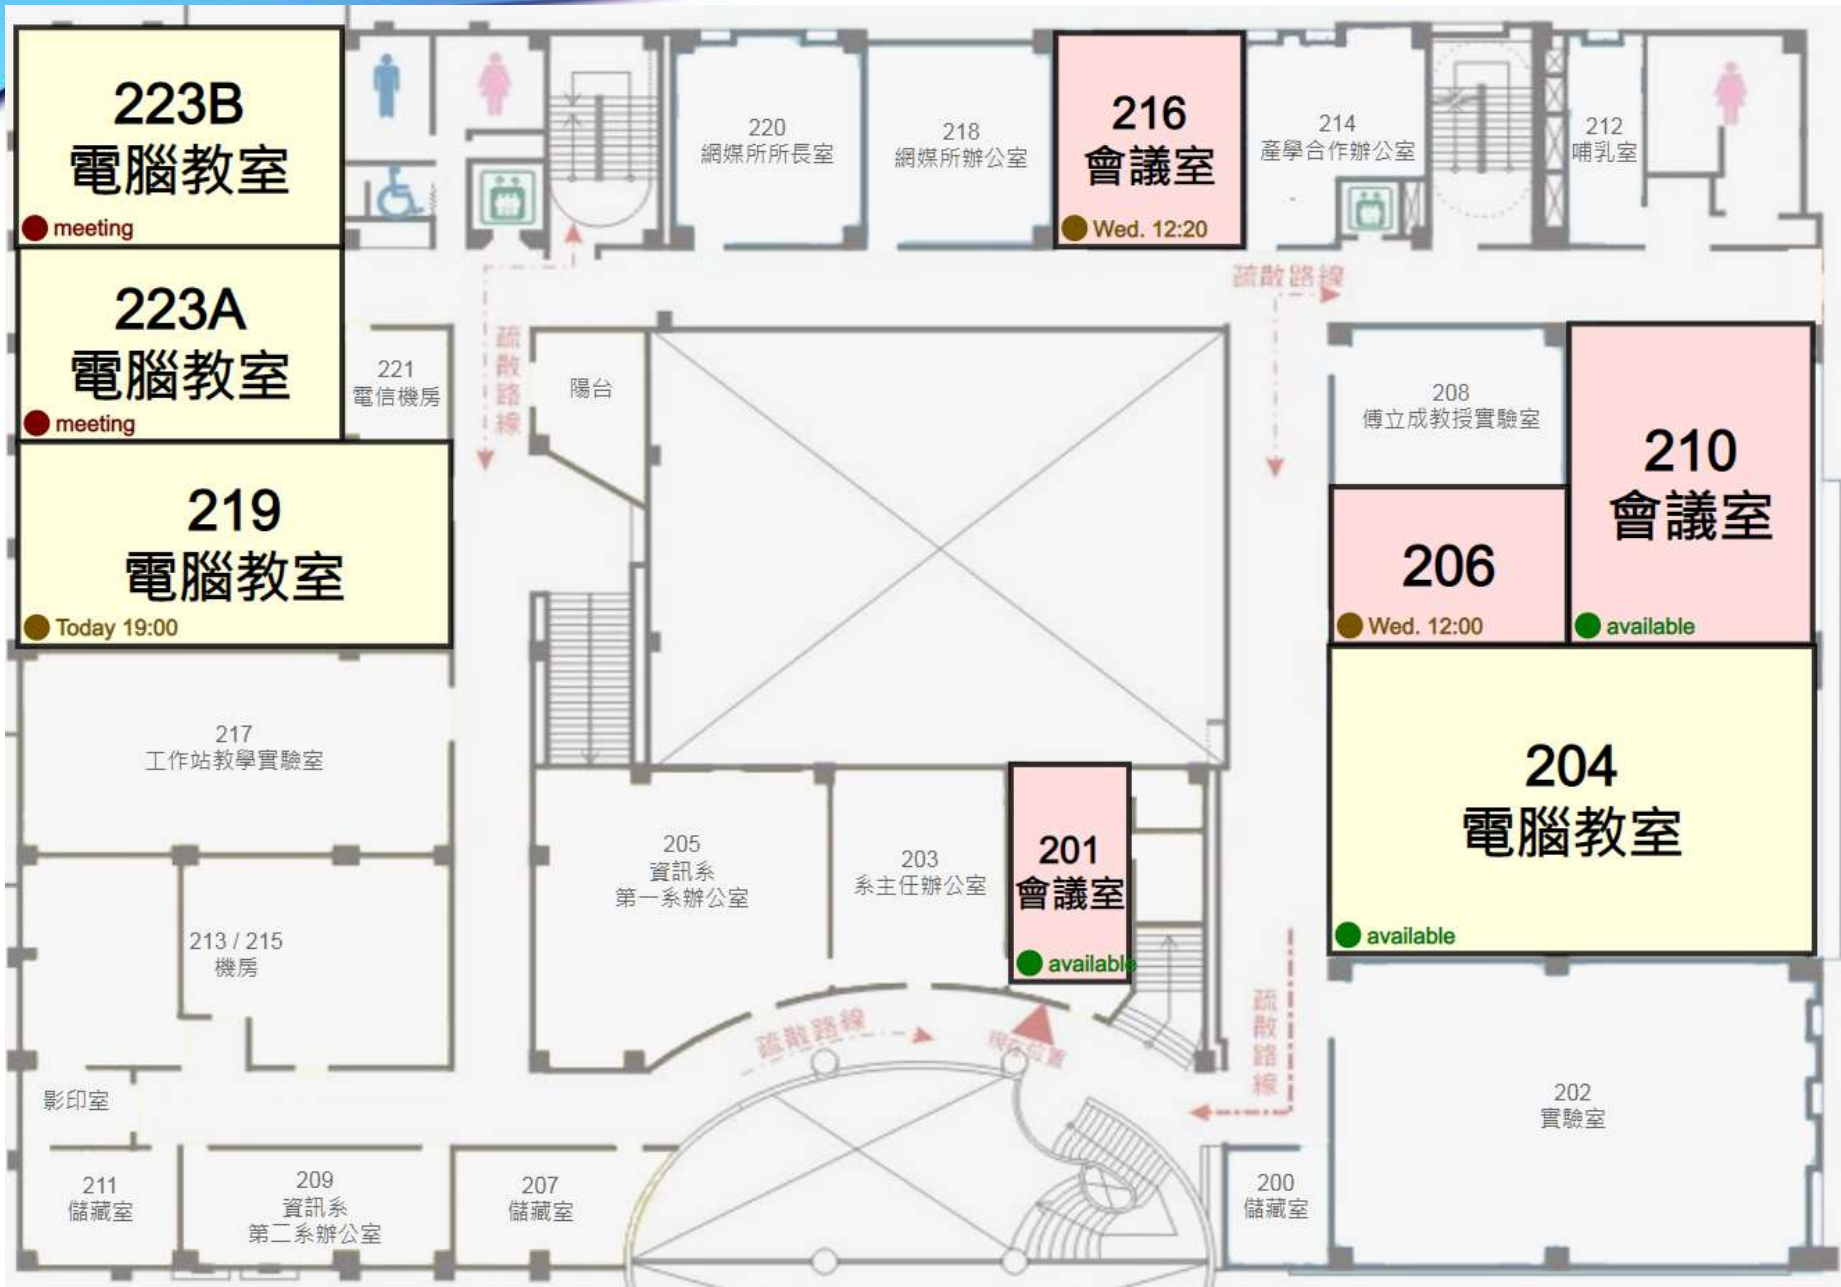 223B
電腦教室
meeting
223A
電腦教室
meeting
219
電腦教室
Today 19:00
221
電信機房
疏散路線
陽台
220
網媒所所長室
218
網媒所辦公室
216
會議室
Wed. 12:20
214
產學合作辦公室
212
哺乳室
疏散路線
208
傅立成教授實驗室
210
會議室
available
206
Wed. 12:00
204
電腦教室
available
217
工作站教學實驗室
205
資訊系
第一系辦公室
203
系主任辦公室
201
會議室
available
213 / 215
機房
疏散路線
現在位置
疏散路線
影印室
202
實驗室
211
儲藏室
209
資訊系
第二系辦公室
207
儲藏室
200
儲藏室